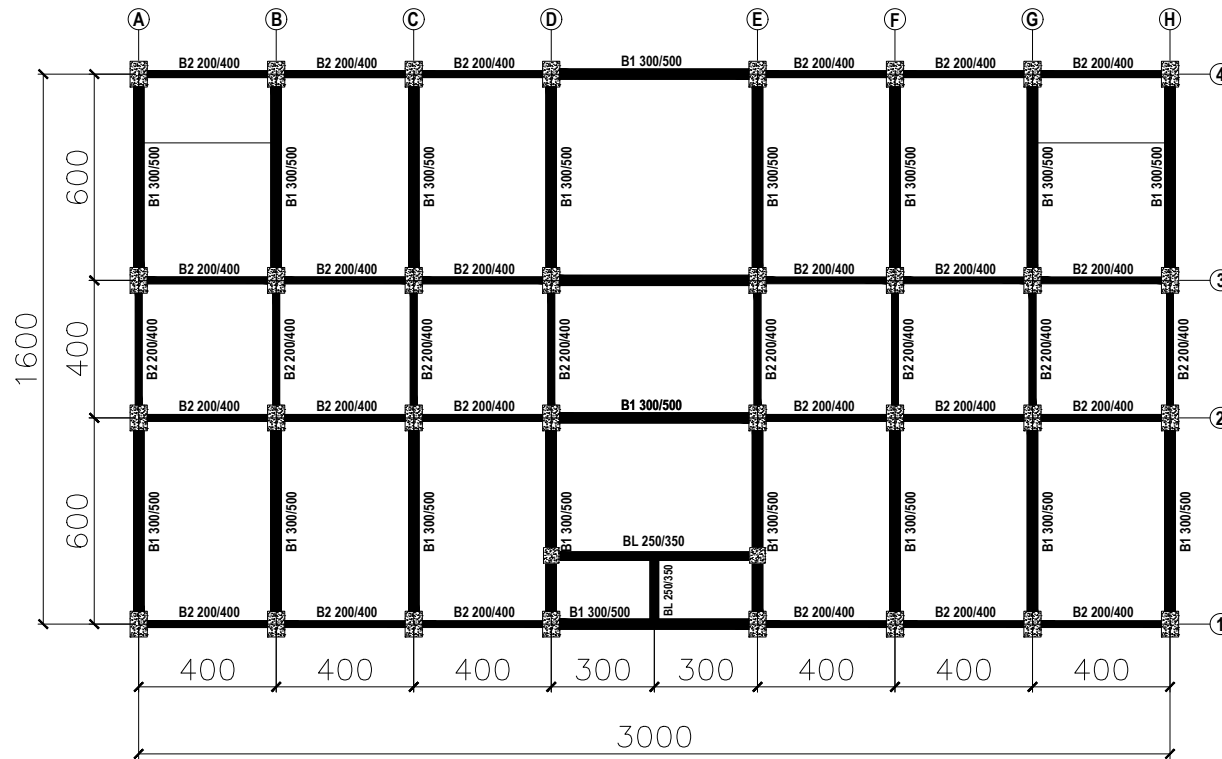 A B C D E F G H
B2 200/400 B2 200/400 B2 200/400 B1 300/500 B2 200/400 B2 200/400 B2 200/400
4
600
B1 300/500 B1 300/500 B1 300/500 B1 300/500 B1 300/500 B1 300/500 B1 300/500 B1 300/500
B2 200/400 B2 200/400 B2 200/400 B2 200/400 B2 200/400 B2 200/400
3
1600
400
B2 200/400 B2 200/400 B2 200/400 B2 200/400 B2 200/400 B2 200/400 B2 200/400 B2 200/400
B2 200/400 B2 200/400 B2 200/400 B1 300/500 B2 200/400 B2 200/400 B2 200/400
2
600
B1 300/500 B1 300/500 B1 300/500 B1 300/500 B1 300/500 B1 300/500 B1 300/500 B1 300/500
BL 250/350
BL 250/350
B2 200/400 B2 200/400 B2 200/400 B1 300/500 B2 200/400 B2 200/400 B2 200/400
1
400 400 400 300 300 400 400 400
3000